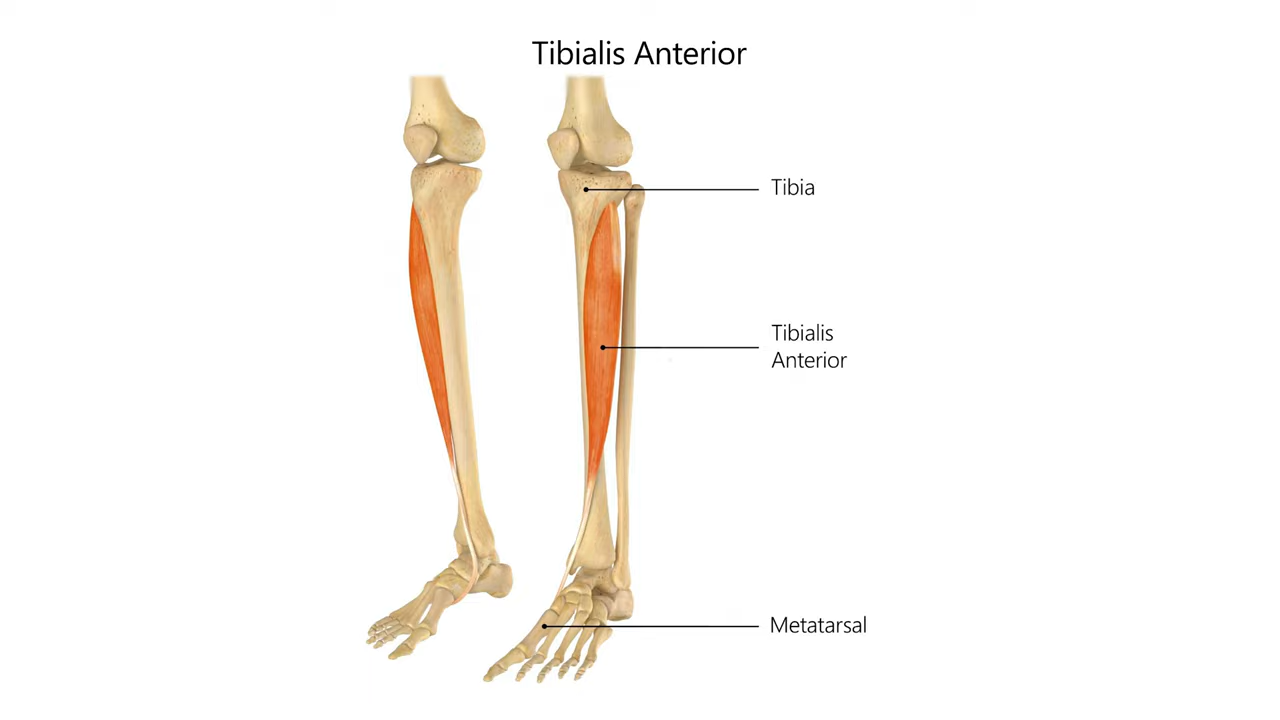 Tibialis Anterior
Tibia
Tibialis
Anterior
Metatarsal